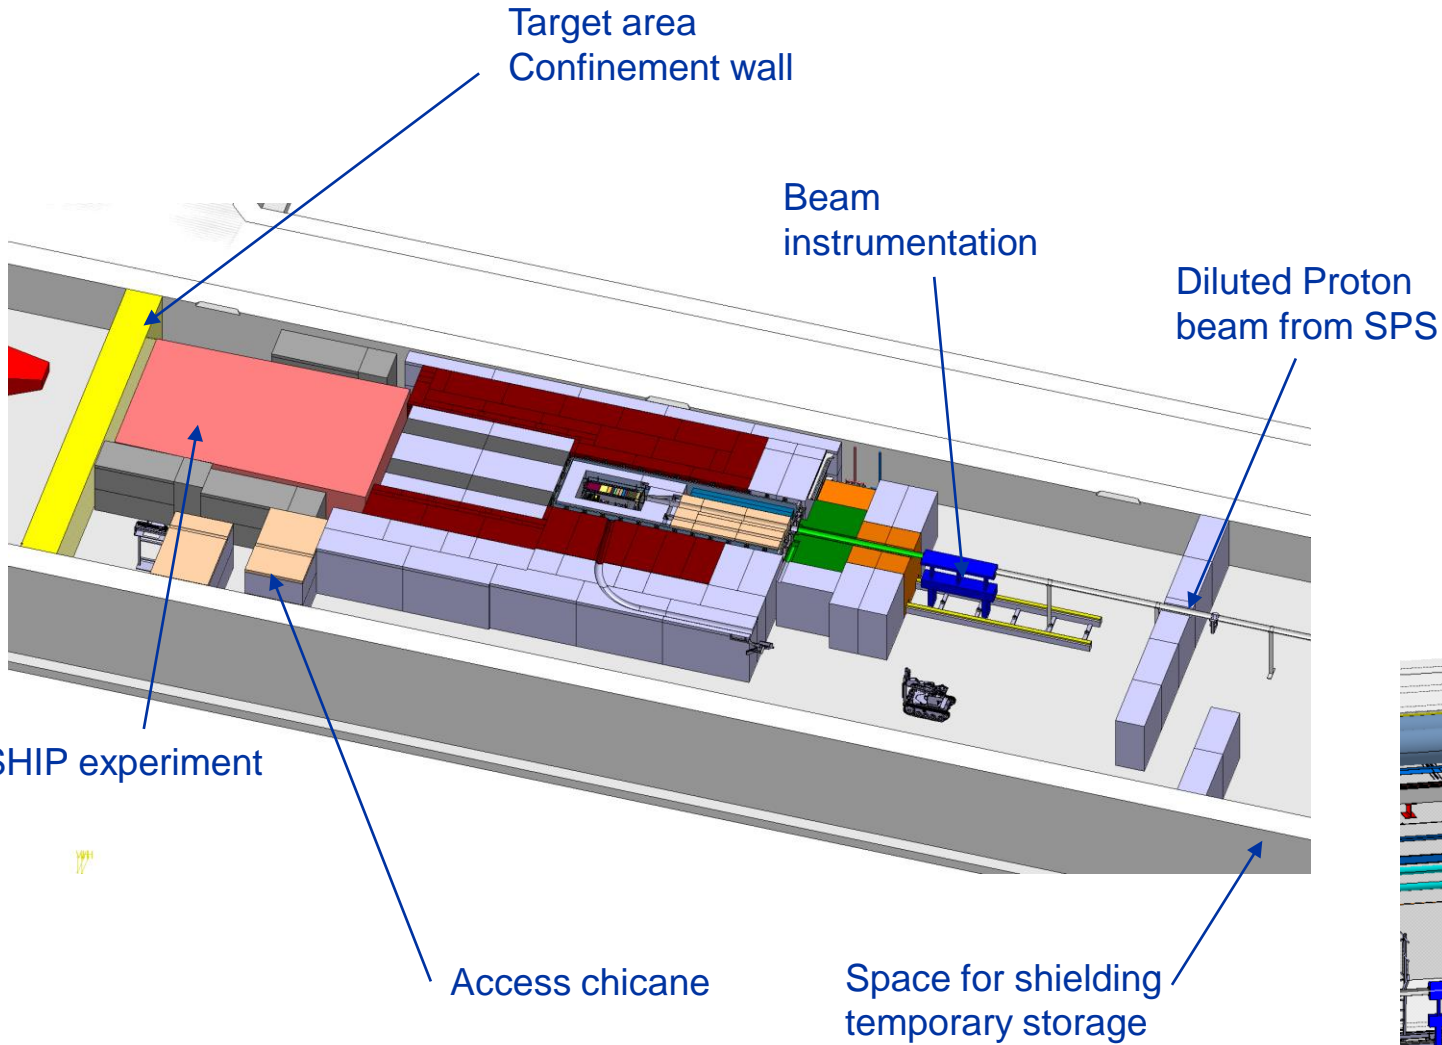 Target area
Confinement wall
Beam
instrumentation
Diluted Proton
beam from SPS
SHIP experiment
Access chicane
Space for shielding
temporary storage